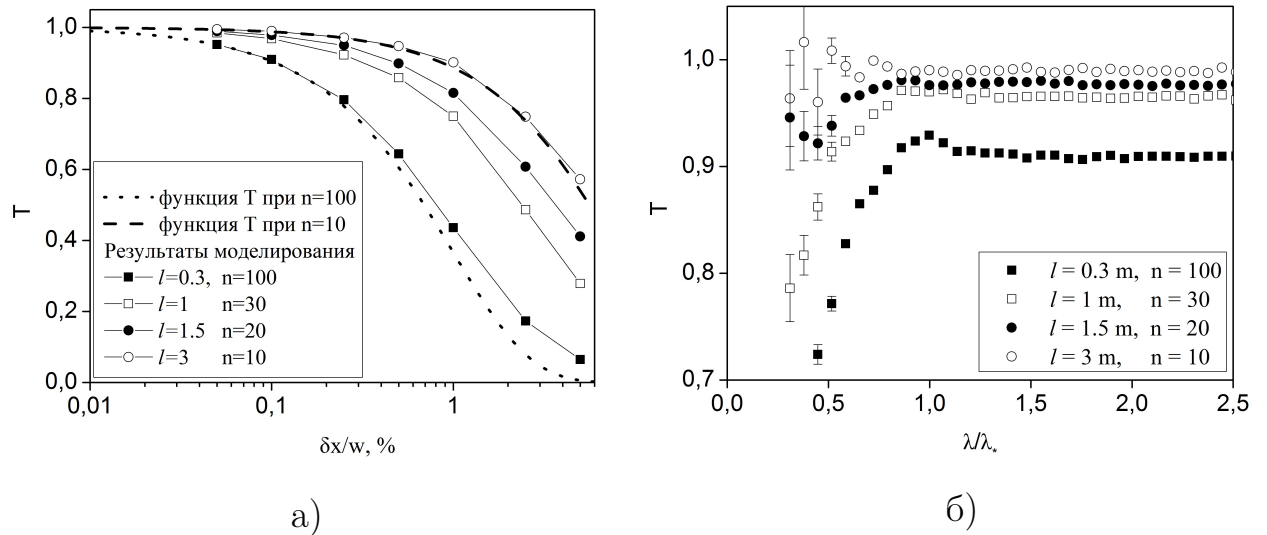 1.0
0.8
0.6
0.4
0.2
0,0
T
функция T при n=100
функция T при n=10
Результаты моделирования
l=0.3, n=100
l=1 n=30
l=1.5 n=20
l=3 n=10
0,01 0,1 1
δx/w, %
а)
1.0
0,9
0,8
0,7
T
l = 0.3 m, n = 100
l = 1 m, n = 30
l = 1.5 m, n = 20
l = 3 m, n = 10
0,0 0,5 1,0 1,5 2,0 2,5
λ/λ*
б)